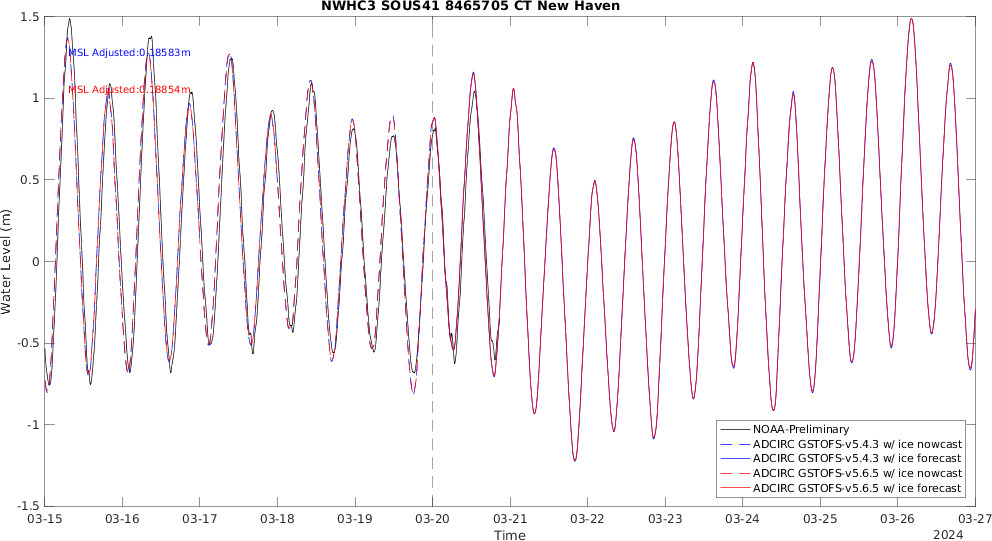 NWHC3 SOUS41 8465705 CT New Haven
1.5
1
0.5
0
-0.5
-1
-1.5
Water Level (m)
MSL Adjusted:0.18583m
MSL Adjusted:0.18854m
NOAA-Preliminary
ADCIRC GSTOFS-v5.4.3 w/ ice nowcast
ADCIRC GSTOFS-v5.4.3 w/ ice forecast
ADCIRC GSTOFS-v5.6.5 w/ ice nowcast
ADCIRC GSTOFS-v5.6.5 w/ ice forecast
03-15 03-16 03-17 03-18 03-19 03-20 03-21 03-22 03-23 03-24 03-25 03-26 03-27
Time
2024